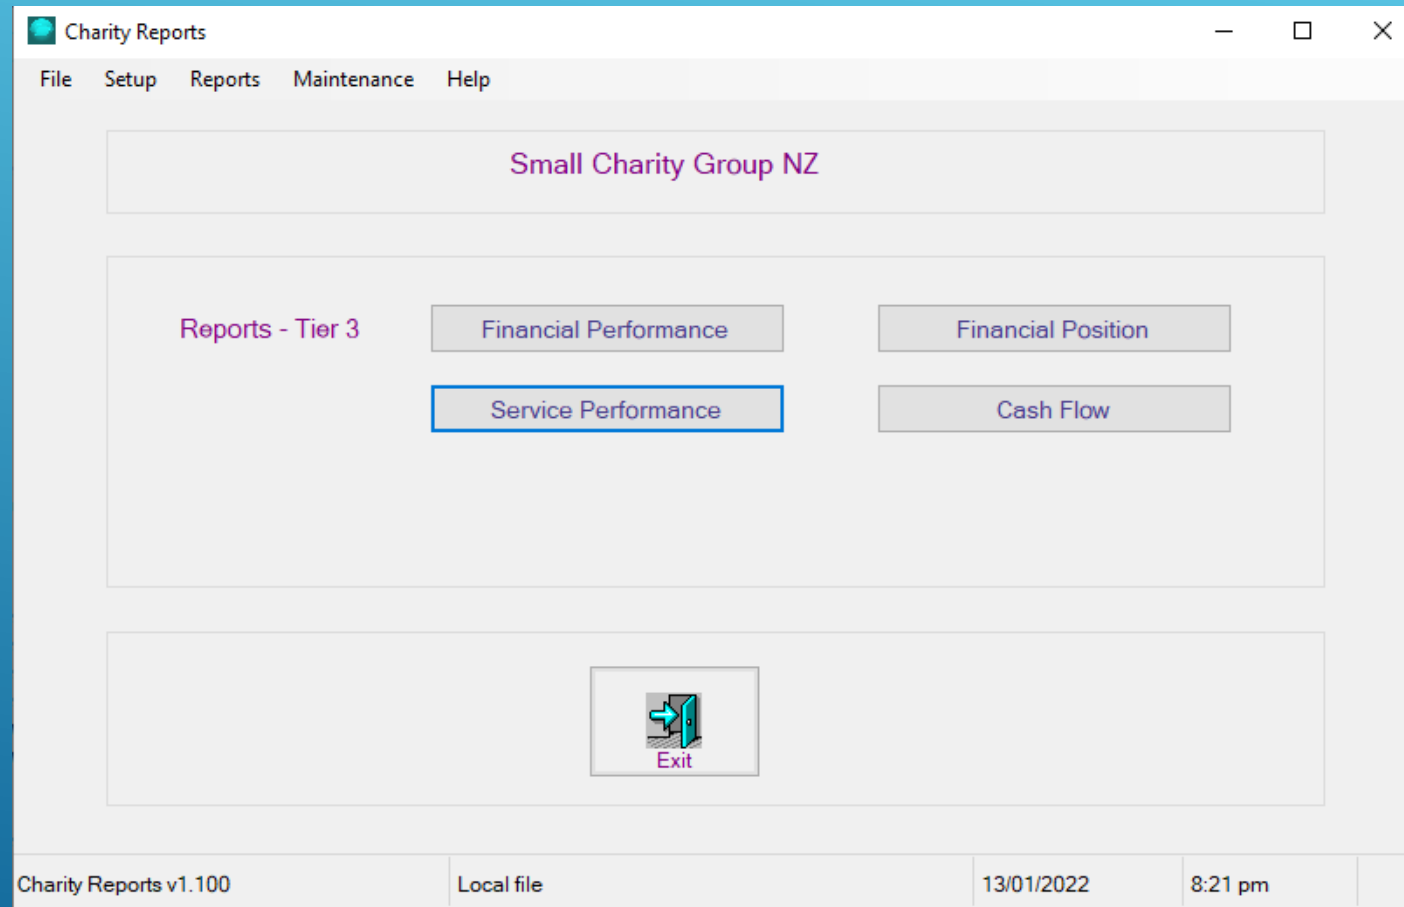 Charity Reports
File Setup Reports Maintenance Help
Small Charity Group NZ
Reports - Tier 3 Financial Performance Financial Position
Service Performance Cash Flow
Exit
Charity Reports v1.100 Local file 13/01/2022 8:21 pm